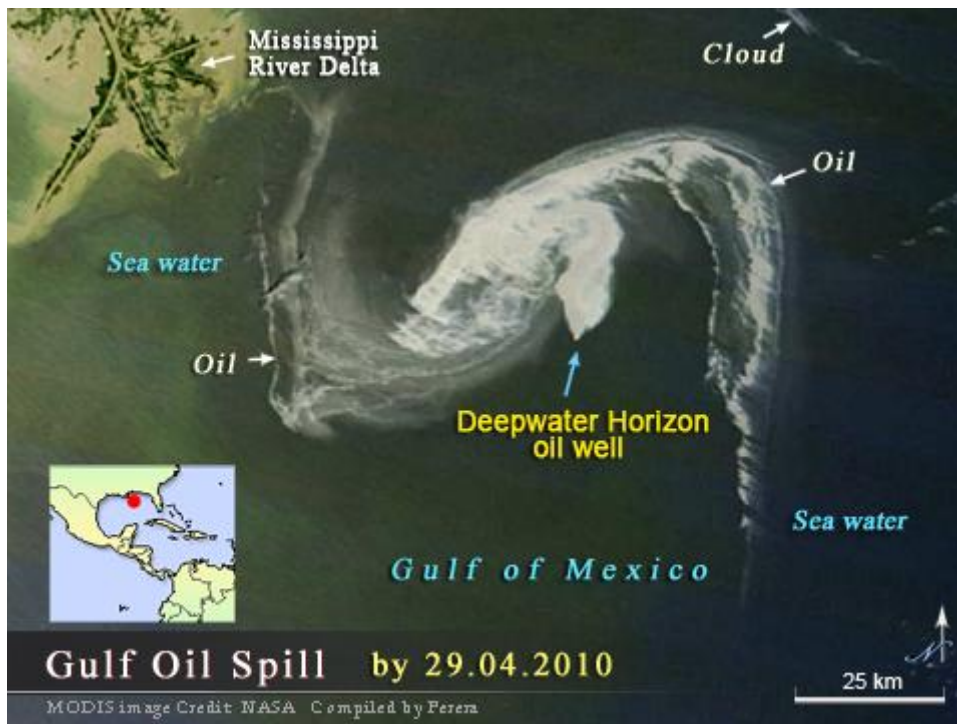 Mississippi
River Delta
Cloud
Oil
Sea water
Oil
Deepwater Horizon
oil well
Sea water
Gulf of Mexico
N
Gulf Oil Spill by 29.04.2010
25 km
MODIS image Credit: NASA Compiled by Perera